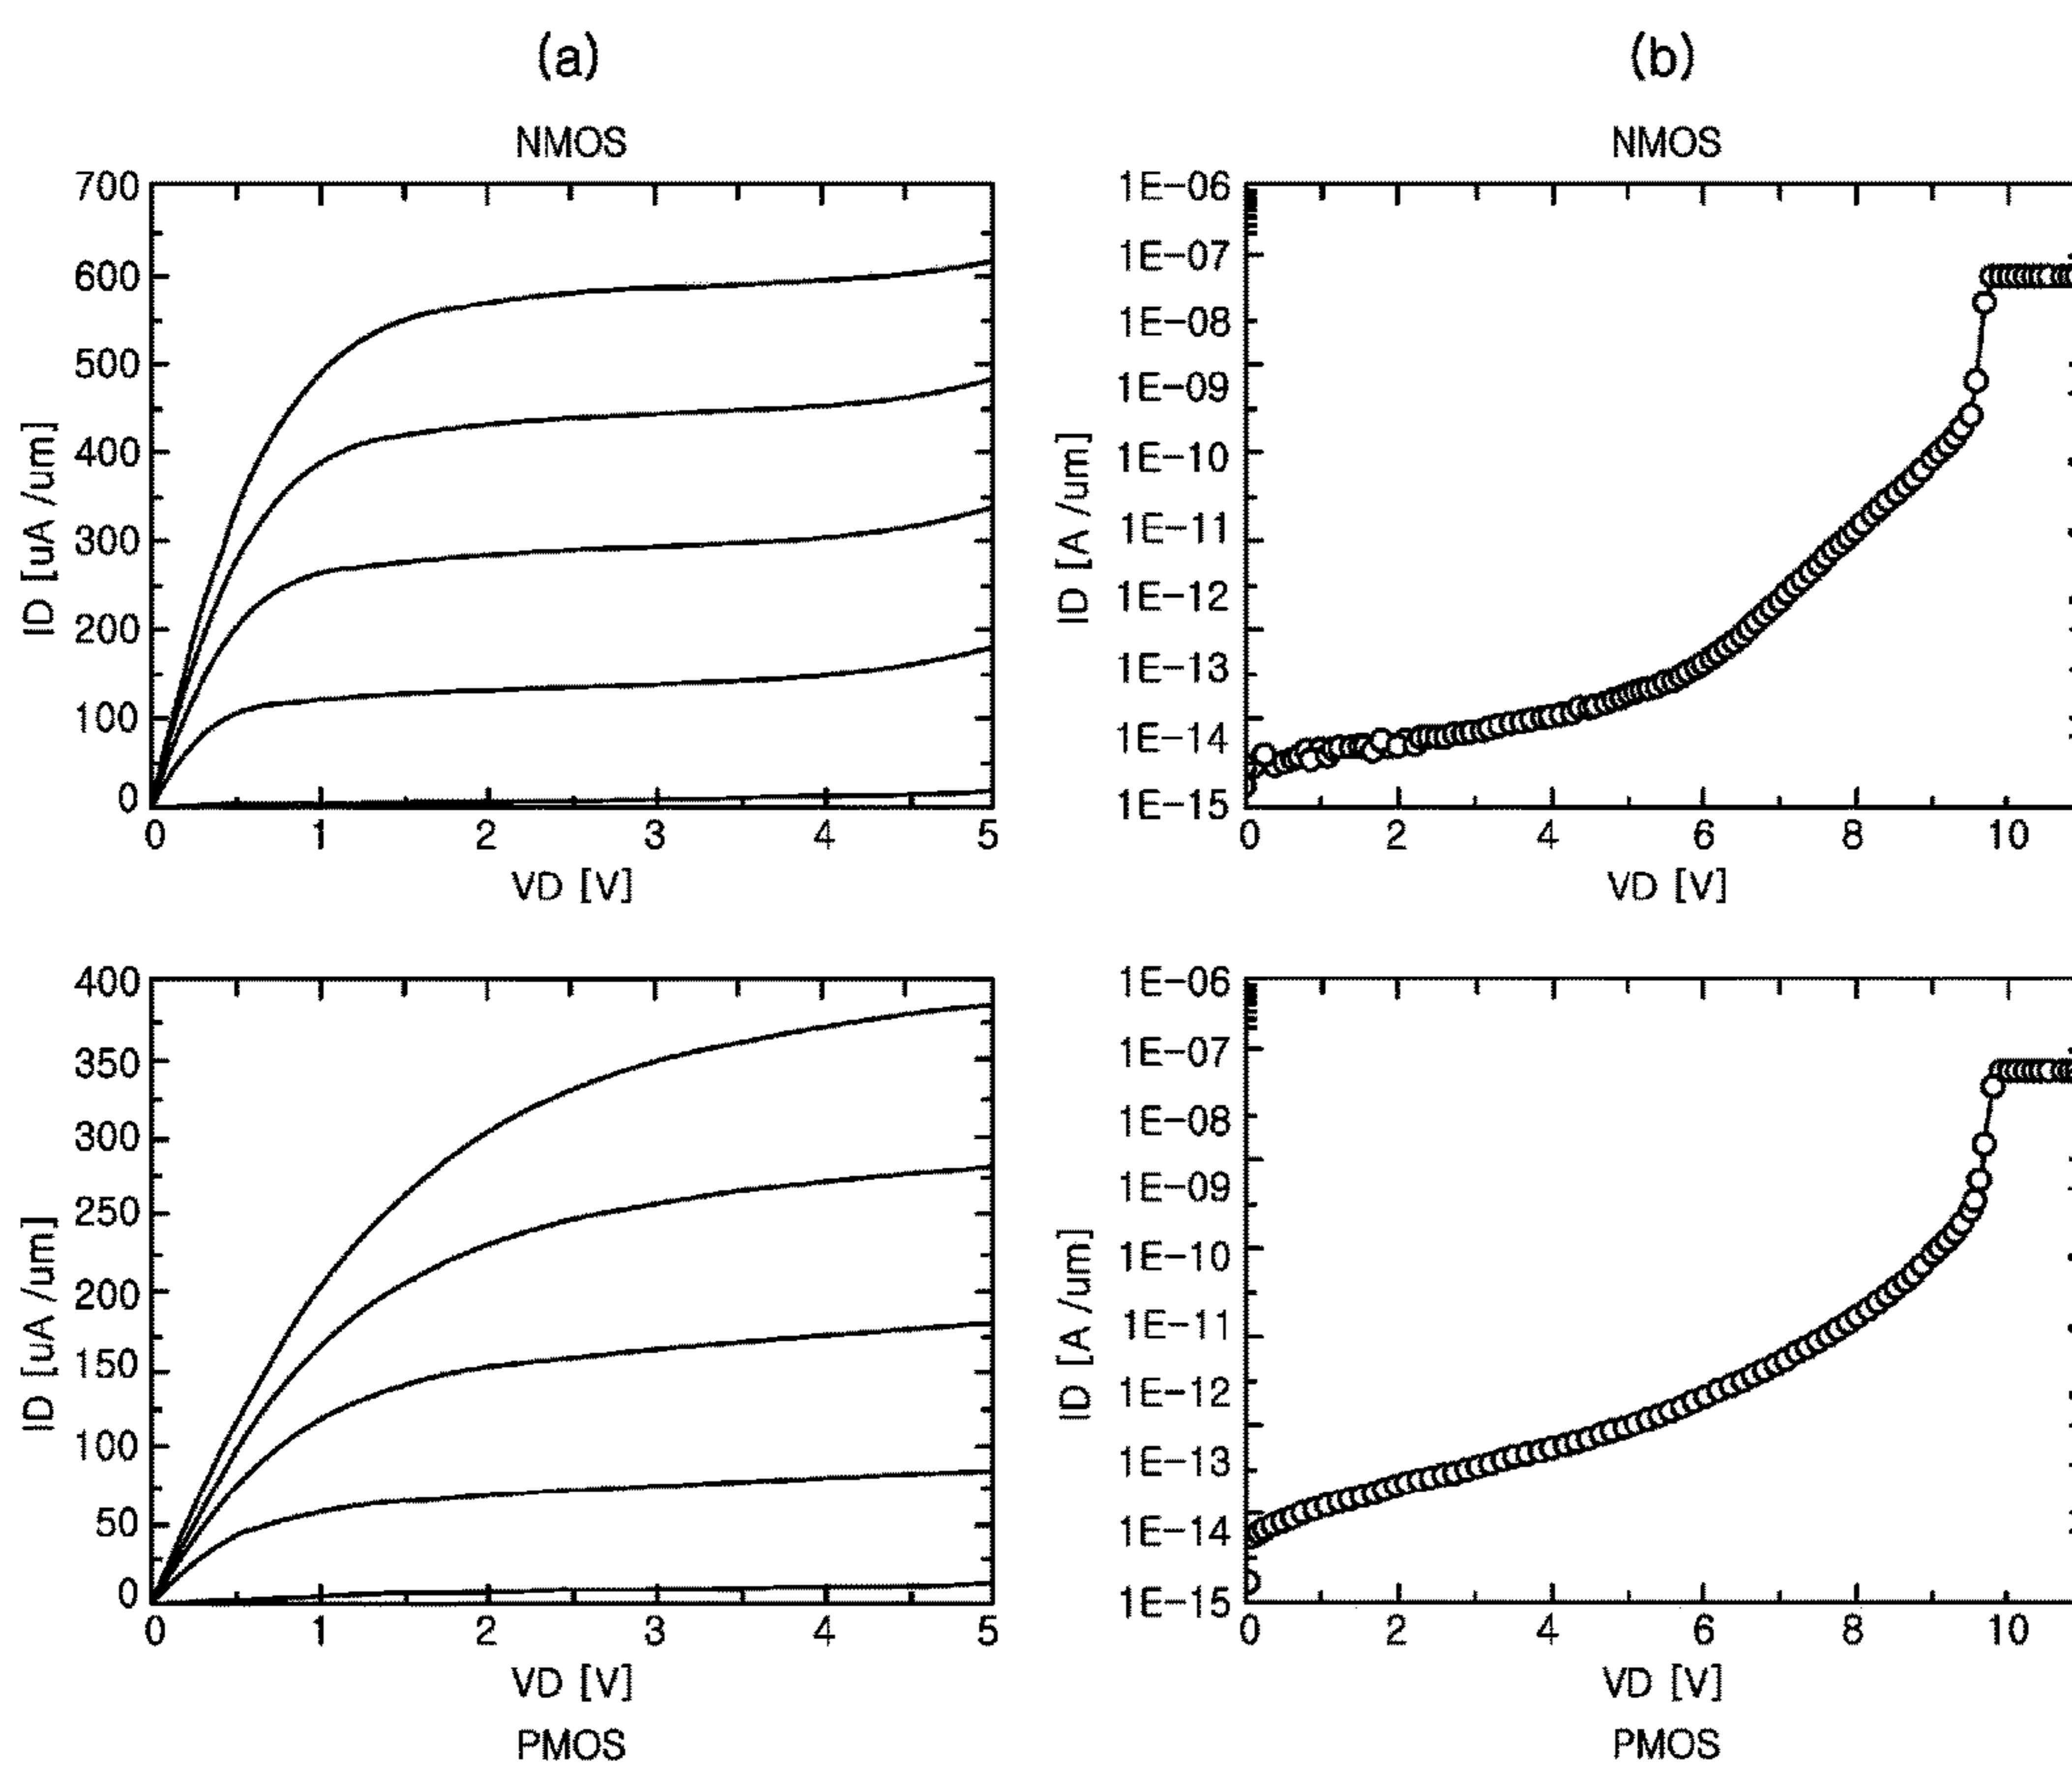 (a)
NMOS
700
600
500
400
300
200
100
0
ID [uA /um]
0 1 2 3 4 5
VD [V]
(b)
NMOS
1E-06
1E-07
1E-08
1E-09
1E-10
1E-11
1E-12
1E-13
1E-14
1E-15
ID [A /um]
0 2 4 6 8 10
VD [V]
400
350
300
250
200
150
100
50
0
ID [uA /um]
0 1 2 3 4 5
VD [V]
PMOS
1E-06
1E-07
1E-08
1E-09
1E-10
1E-11
1E-12
1E-13
1E-14
1E-15
ID [A /um]
0 2 4 6 8 10
VD [V]
PMOS